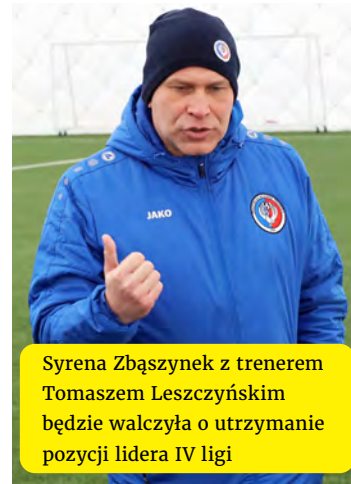 JAKO
Syrena Zbąszynek z trenerem
Tomaszem Leszczyńskim
będzie walczyła o utrzymanie
pozycji lidera IV ligi